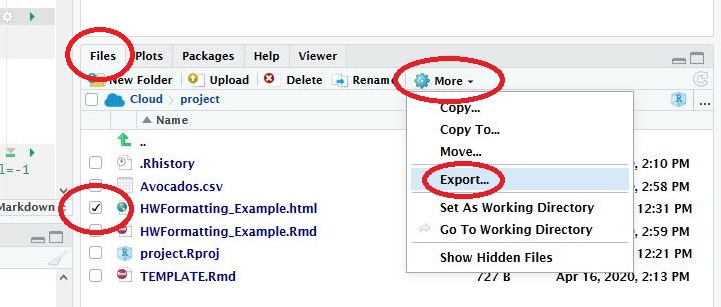 Files Plots Packages Help Viewer
New Folder Upload Delete Rename More
Cloud project R ...
Name
..
.Rhistory 2:10 PM
Avocados.csv 2:58 PM
l=-1
Markdown HWFormatting_Example.html 12:31 PM
HWFormatting_Example.Rmd 2:59 PM
project.Rproj 12:21 PM
TEMPLATE.Rmd 727 B Apr 16, 2020, 2:13 PM
Copy...
Copy To...
Move...
Export...
Set As Working Directory
Go To Working Directory
Show Hidden Files